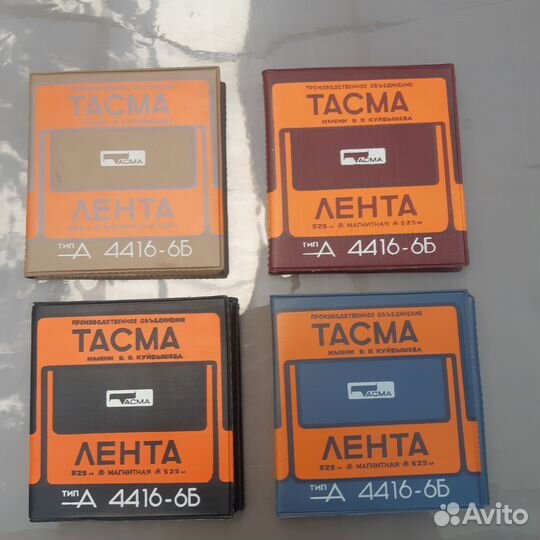 ТАСМА
ТАСМА
ЛЕНТА
ТИП А 4416-6Б
ПРОИЗВОДСТВЕННОЕ ОБЪЕДИНЕНИЕ
ТАСМА
ИМЕНИ В В КУЙБЫШЕВА
ТАСМА
ЛЕНТА
525 м МАГНИТНАЯ 525 м
ТИП А 4416-6Б
ПРОИЗВОДСТВЕННОЕ ОБЪЕДИНЕНИЕ
ТАСМА
ИМЕНИ В. В. КУЙБЫШЕВА
ТАСМА
ЛЕНТА
525 м МАГНИТНАЯ 525 м
ТИП А 4416-6Б
ПРОИЗВОДСТВЕННОЕ ОБЪЕДИНЕНИЕ
ТАСМА
ИМЕНИ В. В. КУЙБЫШЕВА
ТАСМА
ЛЕНТА
525 м МАГНИТНАЯ 525 м
ТИП А 4416-6Б
Avito